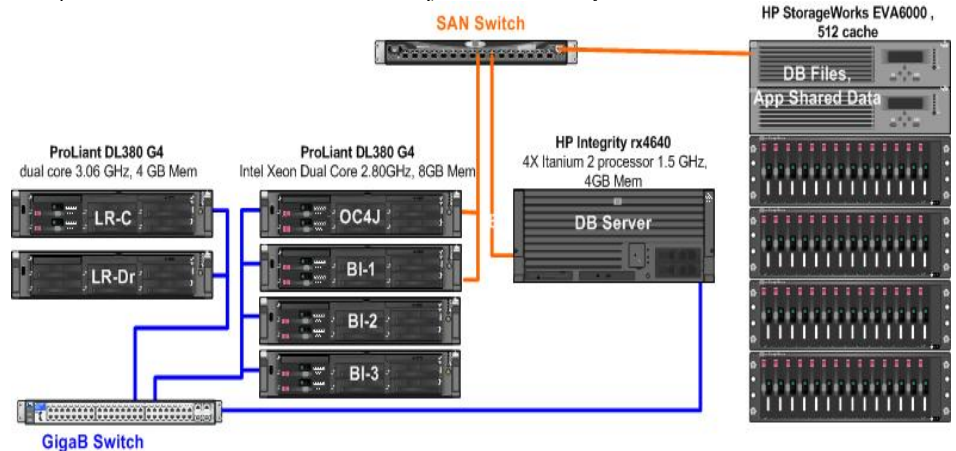 SAN Switch
HP StorageWorks EVA6000 ,
512 cache
DB Files,
App Shared Data
ProLiant DL380 G4
dual core 3.06 GHz, 4 GB Mem
LR-C
LR-Dr
ProLiant DL380 G4
Intel Xeon Dual Core 2.80GHz, 8GB Mem
OC4J
BI-1
BI-2
BI-3
HP Integrity rx4640
4X Itanium 2 processor 1.5 GHz,
4GB Mem
DB Server
GigaB Switch